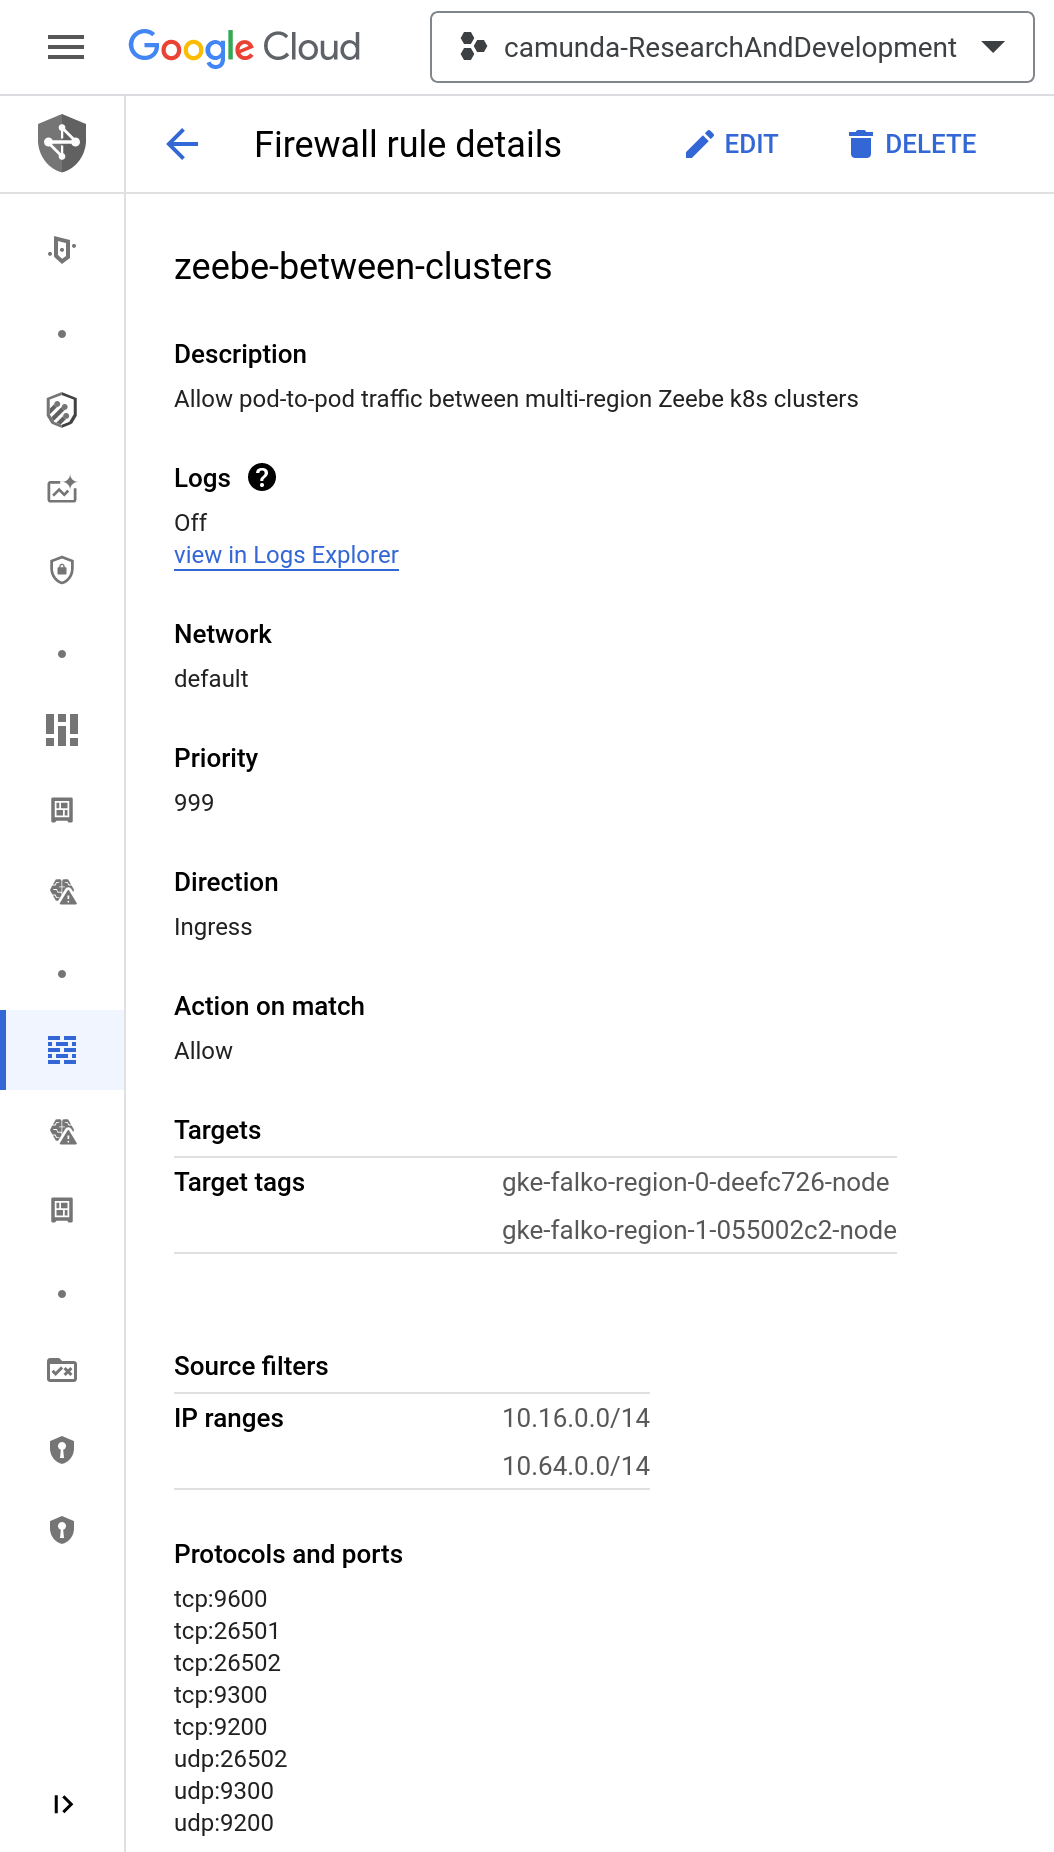 Google Cloud
camunda-ResearchAndDevelopment
Firewall rule details
EDIT
DELETE
zeebe-between-clusters
Description
Allow pod-to-pod traffic between multi-region Zeebe k8s clusters
Logs ?
Off
view in Logs Explorer
Network
default
Priority
999
Direction
Ingress
Action on match
Allow
Targets
Target tags gke-falko-region-0-deefc726-node
gke-falko-region-1-055002c2-node
Source filters
IP ranges 10.16.0.0/14
10.64.0.0/14
Protocols and ports
tcp:9600
tcp:26501
tcp:26502
tcp:9300
tcp:9200
udp:26502
udp:9300
udp:9200